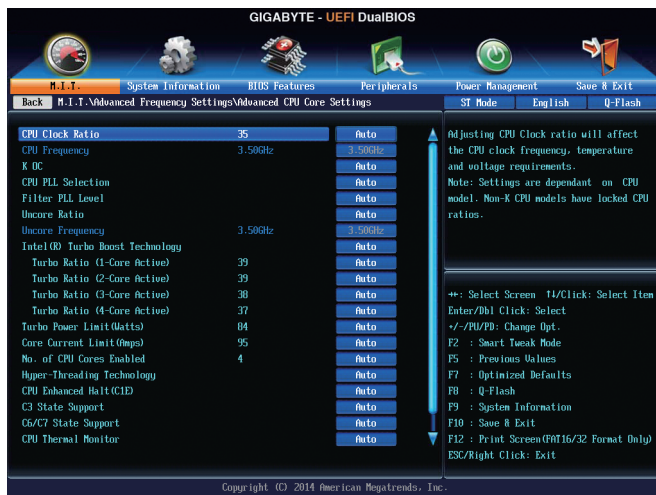 GIGABYTE - UEFI DualBIOS
M.I.T. System Information BIOS Features Peripherals Power Management Save & Exit
Back M.I.T.\Advanced Frequency Settings\Advanced CPU Core Settings ST Mode English Q-Flash
CPU Clock Ratio 35 Auto
CPU Frequency 3.50GHz 3.50GHz
K OC Auto
CPU PLL Selection Auto
Filter PLL Level Auto
Uncore Ratio Auto
Uncore Frequency 3.50GHz 3.50GHz
Intel(R) Turbo Boost Technology Auto
Turbo Ratio (1-Core Active) 39 Auto
Turbo Ratio (2-Core Active) 39 Auto
Turbo Ratio (3-Core Active) 38 Auto
Turbo Ratio (4-Core Active) 37 Auto
Turbo Power Limit(Watts) 84 Auto
Core Current Limit(Amps) 95 Auto
No. of CPU Cores Enabled 4 Auto
Hyper-Threading Technology Auto
CPU Enhanced Halt(C1E) Auto
C3 State Support Auto
C6/C7 State Support Auto
CPU Thermal Monitor Auto
Adjusting CPU Clock ratio will affect
the CPU clock frequency, temperature
and voltage requirements.
Note: Settings are dependant on CPU
model. Non-K CPU models have locked CPU
ratios.
→←: Select Screen ↑↓/Click: Select Item
Enter/Dbl Click: Select
+/-/PU/PD: Change Opt.
F2 : Smart Tweak Mode
F5 : Previous Values
F7 : Optimized Defaults
F8 : Q-Flash
F9 : System Information
F10 : Save & Exit
F12 : Print Screen(FAT16/32 Format Only)
ESC/Right Click: Exit
Copyright (C) 2014 American Megatrends, Inc.